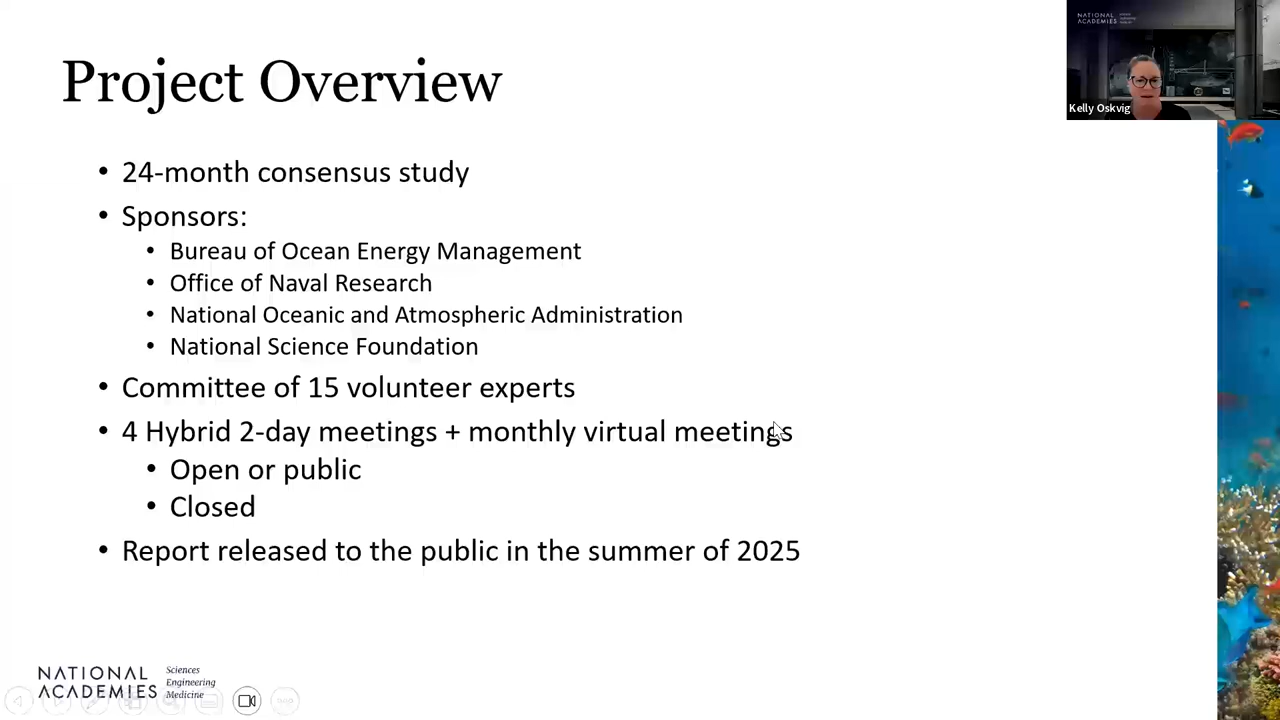 Project Overview
NATIONAL
ACADEMIES
Kelly Oskvig
• 24-month consensus study
• Sponsors:
• Bureau of Ocean Energy Management
• Office of Naval Research
• National Oceanic and Atmospheric Administration
• National Science Foundation
• Committee of 15 volunteer experts
• 4 Hybrid 2-day meetings + monthly virtual meetings
• Open or public
• Closed
• Report released to the public in the summer of 2025
NATIONAL
ACADEMIES
Sciences
Engineering
Medicine